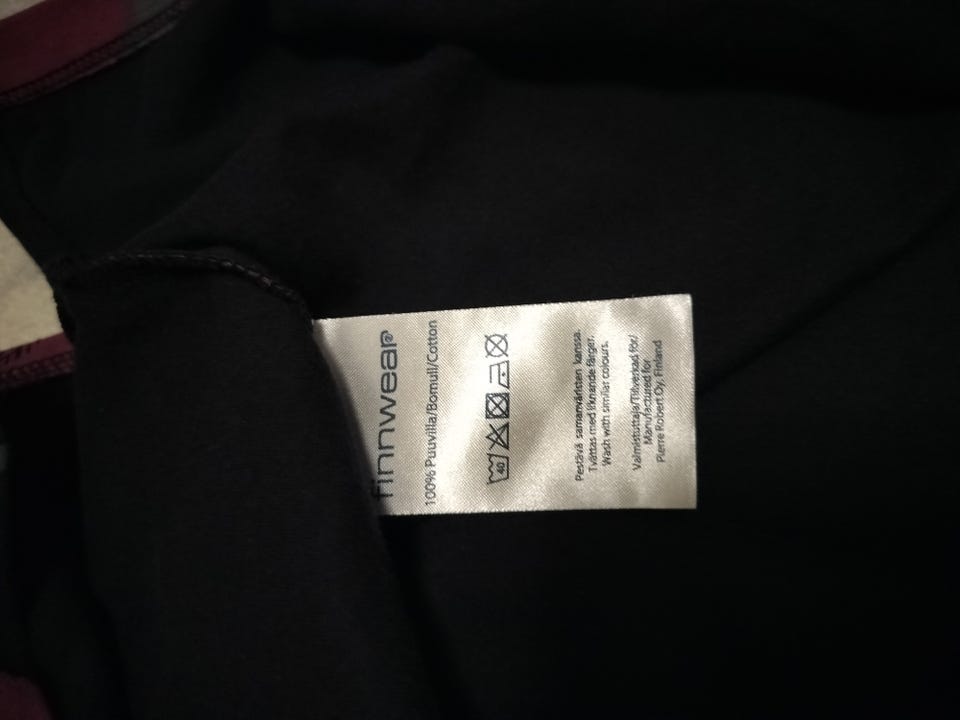 finnwear
100% Puuvilla/Bomull/Cotton
40
Pestävä samanväristen kanssa.
Tvättas med liknande färger.
Wash with similar colours.
Valmistuttaja/Tillverkad för/
Manufactured for
Pierre Robert Oy, Finland